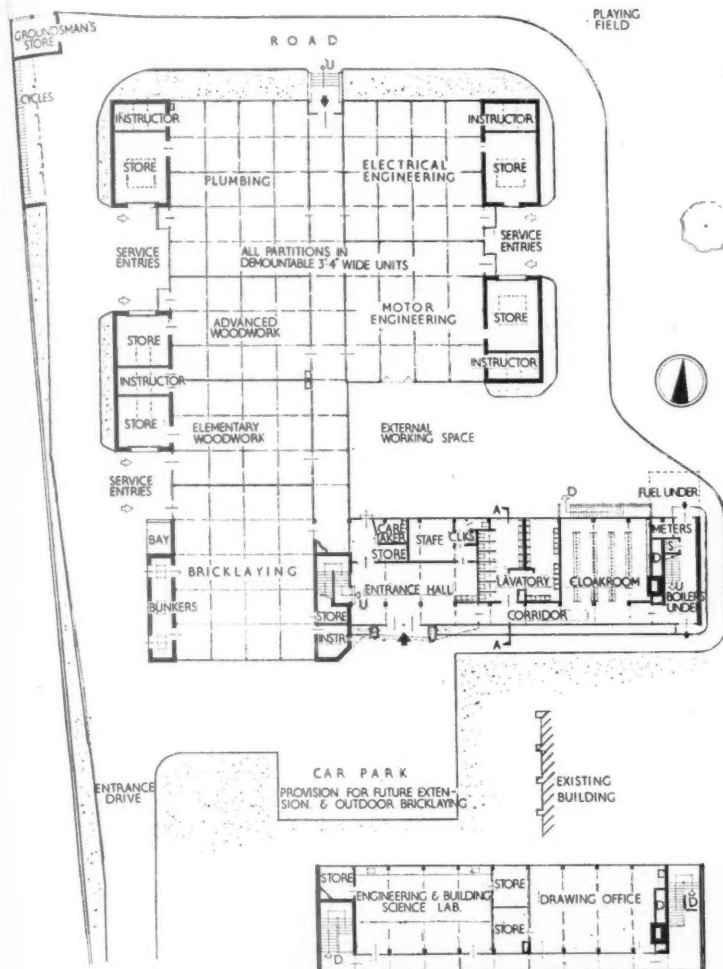 PLAYING
FIELD
GROUNDSMAN'S
STORE
ROAD
U
CYCLES
INSTRUCTOR
INSTRUCTOR
STORE
PLUMBING
ELECTRICAL
ENGINEERING
STORE
SERVICE
ENTRIES
ALL PARTITIONS IN
DEMOUNTABLE 3'4" WIDE UNITS
SERVICE
ENTRIES
STORE
ADVANCED
WOODWORK
MOTOR
ENGINEERING
STORE
INSTRUCTOR
INSTRUCTOR
STORE
ELEMENTARY
WOODWORK
EXTERNAL
WORKING SPACE
SERVICE
ENTRIES
A
D
FUEL UNDER
BAY
CARE
TAKER
STAFF
CLKS
METERS
STORE
S
D
BRICKLAYING
ENTRANCE HALL
LAVATORY
CLOAKROOM
U
BUNKERS
U
BOILERS
UNDER
STORE
CORRIDOR
INSTR
A
CAR PARK
PROVISION FOR FUTURE EXTEN-
SION. & OUTDOOR BRICKLAYING
ENTRANCE
DRIVE
EXISTING
BUILDING
STORE
ENGINEERING & BUILDING
SCIENCE LAB.
STORE
DRAWING OFFICE
D
D
STORE
D